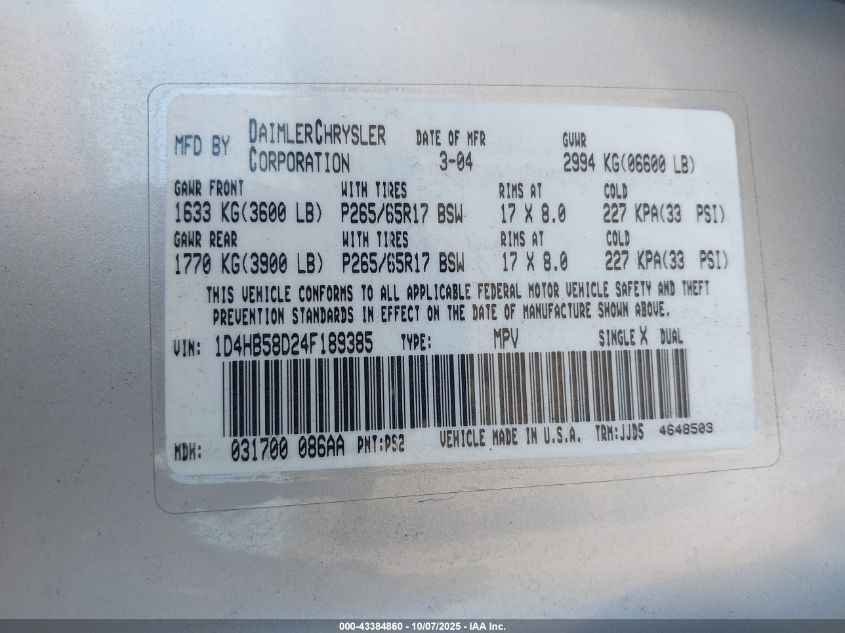 MFD BY DAIMLERCHRYSLER CORPORATION DATE OF MFR 3-04 GVWR 2994 KG(06600 LB)
GAWR FRONT WITH TIRES RIMS AT COLD
1633 KG(3600 LB) P265/65R17 BSW 17 X 8.0 227 KPA(33 PSI)
GAWR REAR WITH TIRES RIMS AT COLD
1770 KG(3900 LB) P265/65R17 BSW 17 X 8.0 227 KPA(33 PSI)
THIS VEHICLE CONFORMS TO ALL APPLICABLE FEDERAL MOTOR VEHICLE SAFETY AND THEFT
PREVENTION STANDARDS IN EFFECT ON THE DATE OF MANUFACTURE SHOWN ABOVE.
VIN: 1D4HB58D24F189385 TYPE: MPV SINGLE X DUAL
MDH: 031700 086AA PNT:PS2 VEHICLE MADE IN U.S.A. TRM:JJD5 4648503
000-43384860 - 10/07/2025 - IAA Inc.